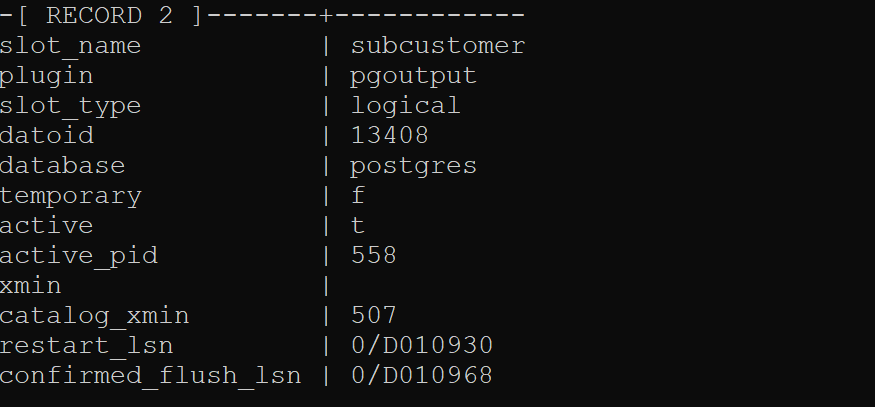 -[ RECORD 2 ]-------+------------
slot_name           | subcustomer
plugin              | pgoutput
slot_type           | logical
datoid              | 13408
database            | postgres
temporary           | f
active              | t
active_pid          | 558
xmin                |
catalog_xmin        | 507
restart_lsn         | 0/D010930
confirmed_flush_lsn | 0/D010968